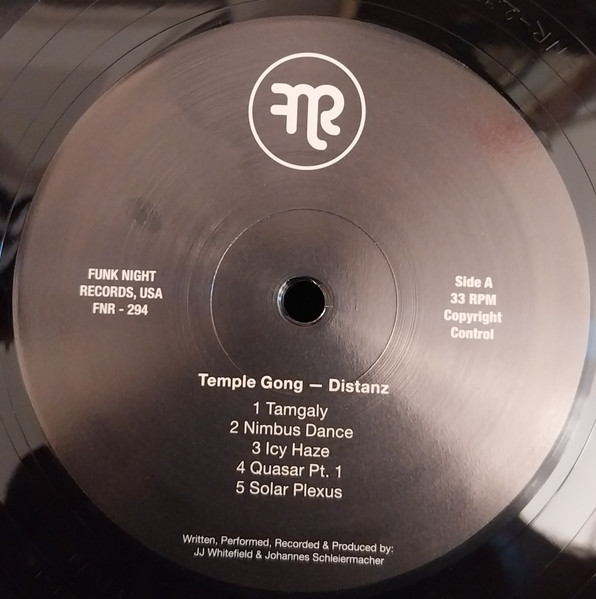 FNR
FUNK NIGHT
RECORDS, USA
FNR - 294
Side A
33 RPM
Copyright
Control
Temple Gong — Distanz
1 Tamgaly
2 Nimbus Dance
3 Icy Haze
4 Quasar Pt. 1
5 Solar Plexus
Written, Performed, Recorded & Produced by:
JJ Whitefield & Johannes Schleiermacher